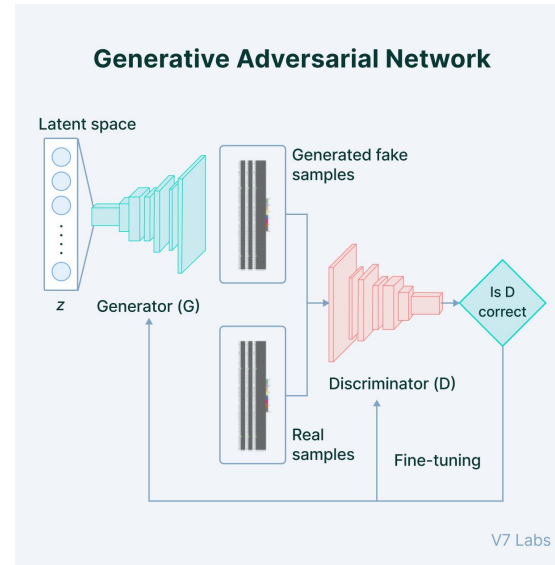 Generative Adversarial Network
Latent space
Generated fake
samples
z
Generator (G)
Is D
correct
Discriminator (D)
Real
samples
Fine-tuning
V7 Labs